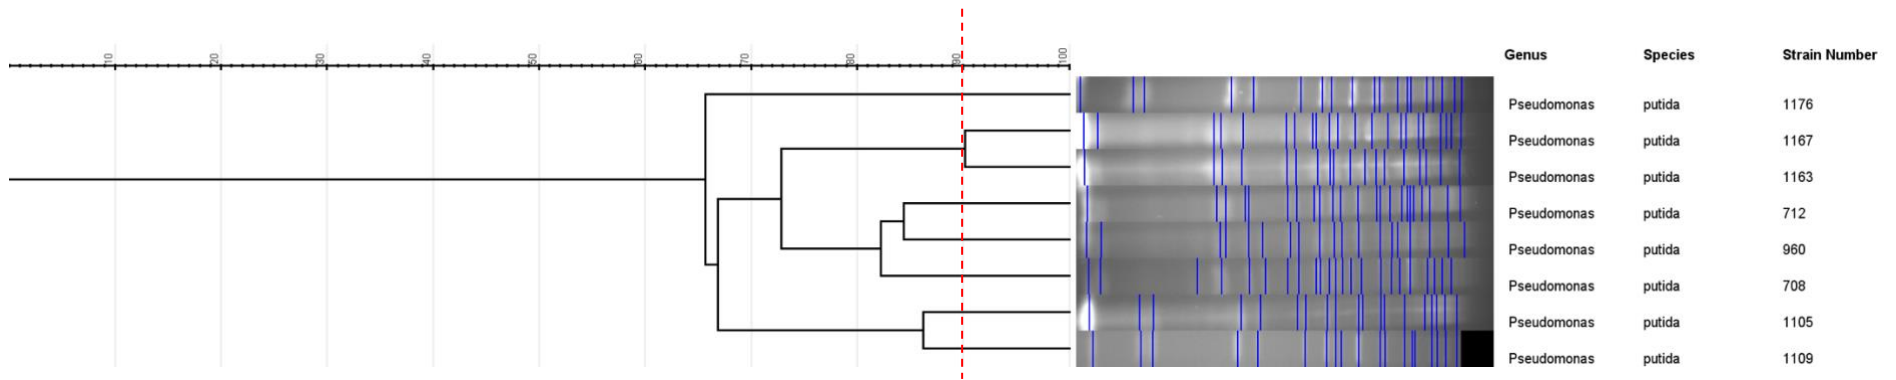 10 20 30 40 50 60 70 80 90 100
Genus Species Strain Number
Pseudomonas putida 1176
Pseudomonas putida 1167
Pseudomonas putida 1163
Pseudomonas putida 712
Pseudomonas putida 960
Pseudomonas putida 708
Pseudomonas putida 1105
Pseudomonas putida 1109